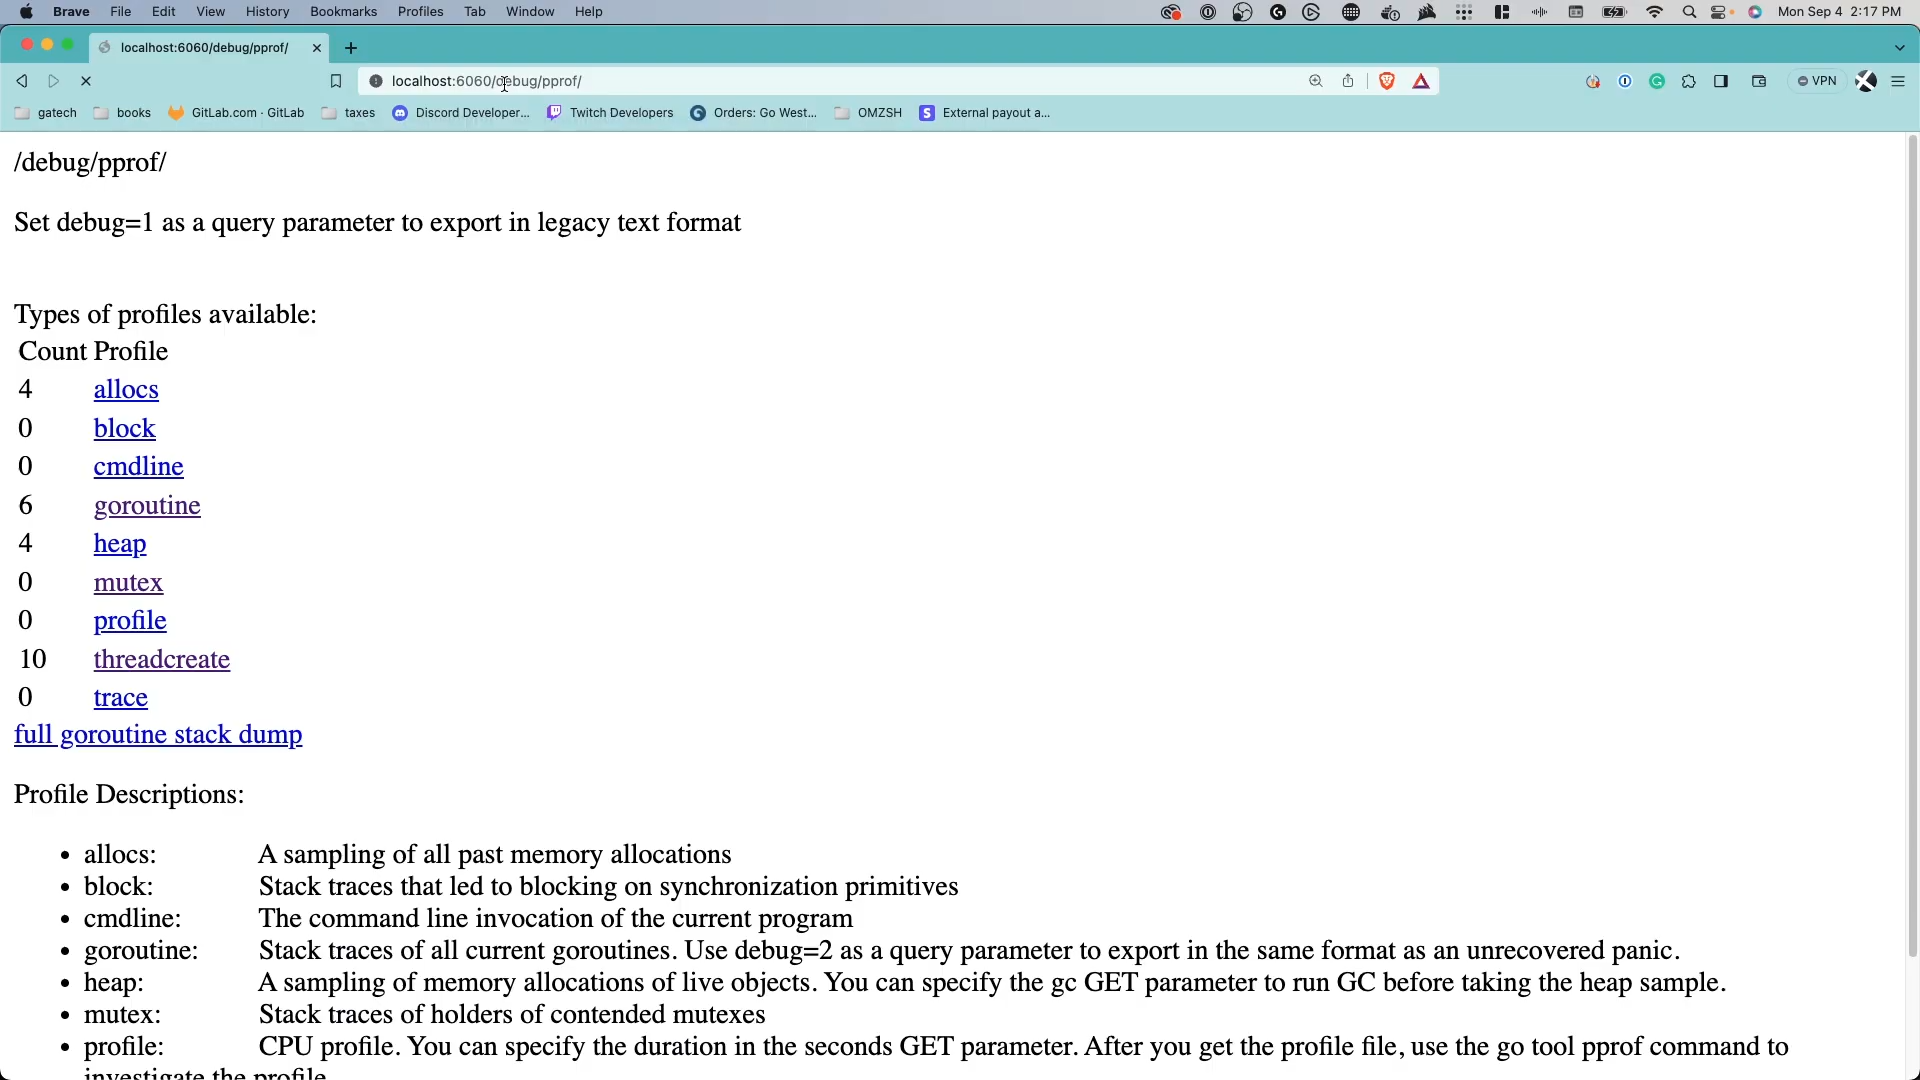 Brave File Edit View History Bookmarks Profiles Tab Window Help Mon Sep 4 2:17 PM
localhost:6060/debug/pprof/
localhost:6060/debug/pprof/ VPN
gatech books GitLab.com · GitLab taxes Discord Developer... Twitch Developers Orders: Go West... OMZSH External payout a...
/debug/pprof/
Set debug=1 as a query parameter to export in legacy text format
Types of profiles available:
Count Profile
4 allocs
0 block
0 cmdline
6 goroutine
4 heap
0 mutex
0 profile
10 threadcreate
0 trace
full goroutine stack dump
Profile Descriptions:
• allocs: A sampling of all past memory allocations
• block: Stack traces that led to blocking on synchronization primitives
• cmdline: The command line invocation of the current program
• goroutine: Stack traces of all current goroutines. Use debug=2 as a query parameter to export in the same format as an unrecovered panic.
• heap: A sampling of memory allocations of live objects. You can specify the gc GET parameter to run GC before taking the heap sample.
• mutex: Stack traces of holders of contended mutexes
• profile: CPU profile. You can specify the duration in the seconds GET parameter. After you get the profile file, use the go tool pprof command to
investigate the profile.